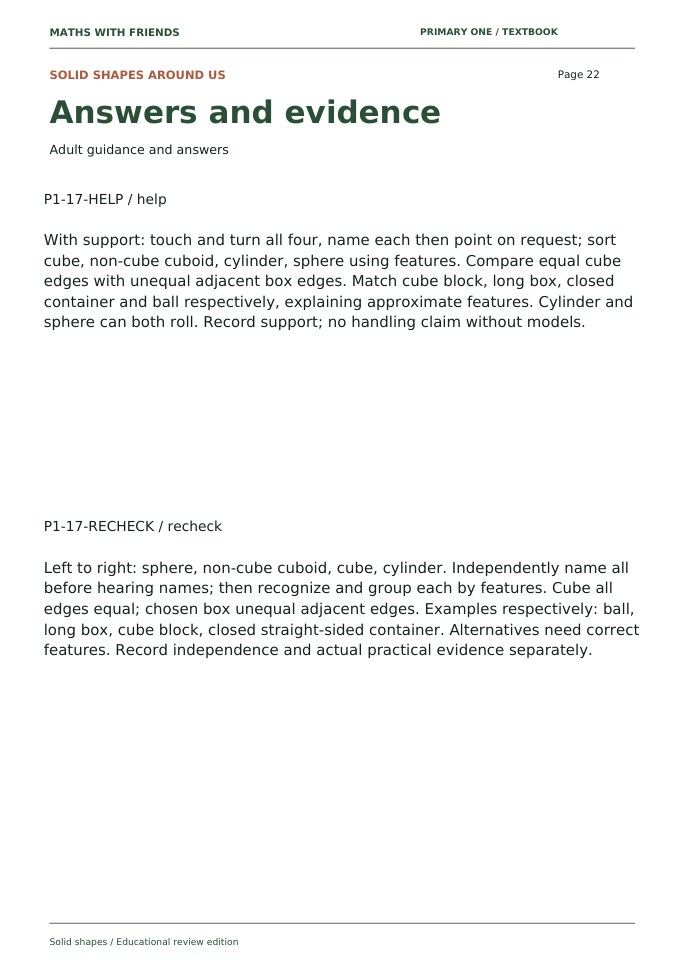 MATHS WITH FRIENDS
PRIMARY ONE / TEXTBOOK
SOLID SHAPES AROUND US
Page 22
Answers and evidence
Adult guidance and answers
P1-17-HELP / help
With support: touch and turn all four, name each then point on request; sort
cube, non-cube cuboid, cylinder, sphere using features. Compare equal cube
edges with unequal adjacent box edges. Match cube block, long box, closed
container and ball respectively, explaining approximate features. Cylinder and
sphere can both roll. Record support; no handling claim without models.
P1-17-RECHECK / recheck
Left to right: sphere, non-cube cuboid, cube, cylinder. Independently name all
before hearing names; then recognize and group each by features. Cube all
edges equal; chosen box unequal adjacent edges. Examples respectively: ball,
long box, cube block, closed straight-sided container. Alternatives need correct
features. Record independence and actual practical evidence separately.
Solid shapes / Educational review edition